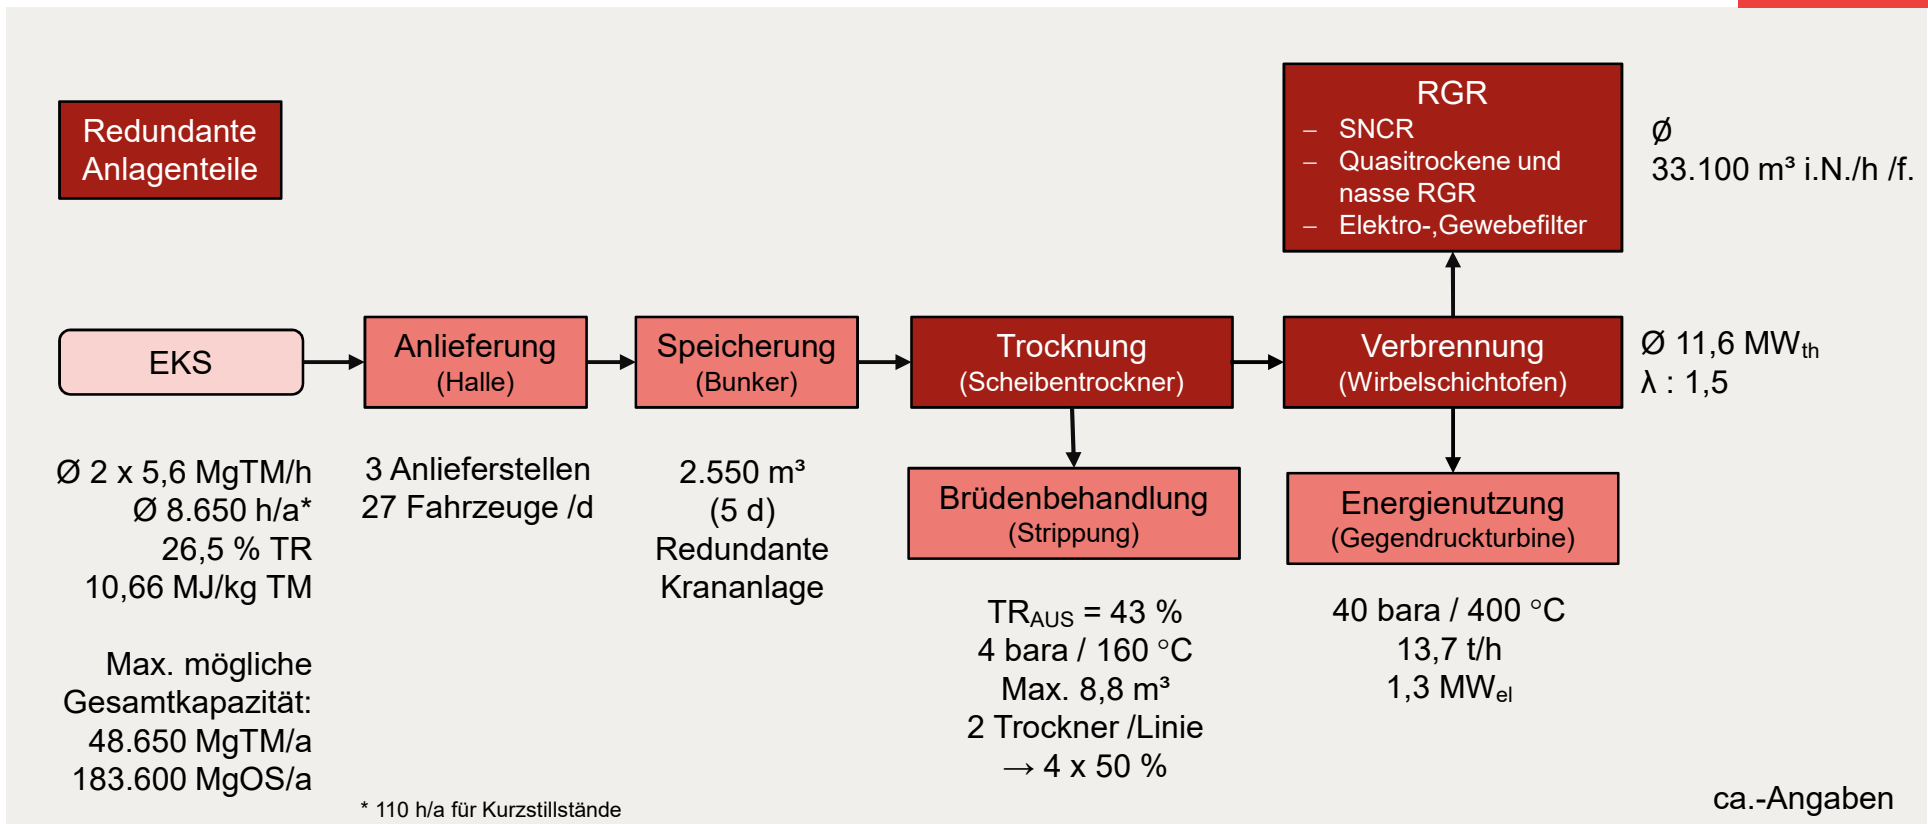 Redundante
Anlagenteile
RGR
– SNCR
– Quasitrockene und
nasse RGR
– Elektro-,Gewebefilter
Ø
33.100 m³ i.N./h /f.
EKS
Anlieferung
(Halle)
Speicherung
(Bunker)
Trocknung
(Scheibentrockner)
Verbrennung
(Wirbelschichtofen)
Ø 11,6 MWth
λ : 1,5
Ø 2 x 5,6 MgTM/h
Ø 8.650 h/a*
26,5 % TR
10,66 MJ/kg TM
Max. mögliche
Gesamtkapazität:
48.650 MgTM/a
183.600 MgOS/a
3 Anlieferstellen
27 Fahrzeuge /d
2.550 m³
(5 d)
Redundante
Krananlage
Brüdenbehandlung
(Strippung)
TRAUS = 43 %
4 bara / 160 °C
Max. 8,8 m³
2 Trockner /Linie
→ 4 x 50 %
Energienutzung
(Gegendruckturbine)
40 bara / 400 °C
13,7 t/h
1,3 MWel
* 110 h/a für Kurzstillstände
ca.-Angaben